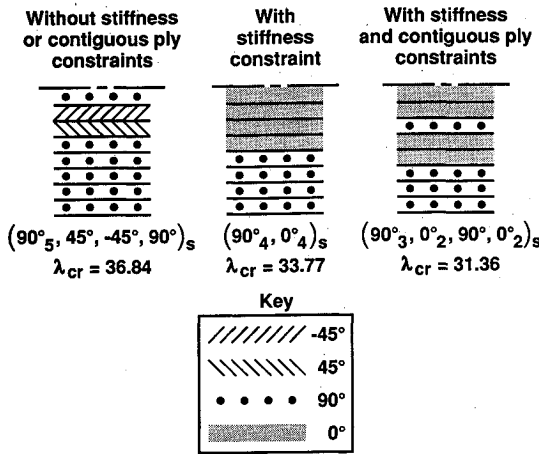 Without stiffness
or contiguous ply
constraints
With
stiffness
constraint
With stiffness
and contiguous ply
constraints
(90°₅, 45°, -45°, 90°)ₛ
λcr = 36.84
(90°₄, 0°₄)ₛ
λcr = 33.77
(90°₃, 0°₂, 90°, 0°₂)ₛ
λcr = 31.36
Key
-45°
45°
90°
0°